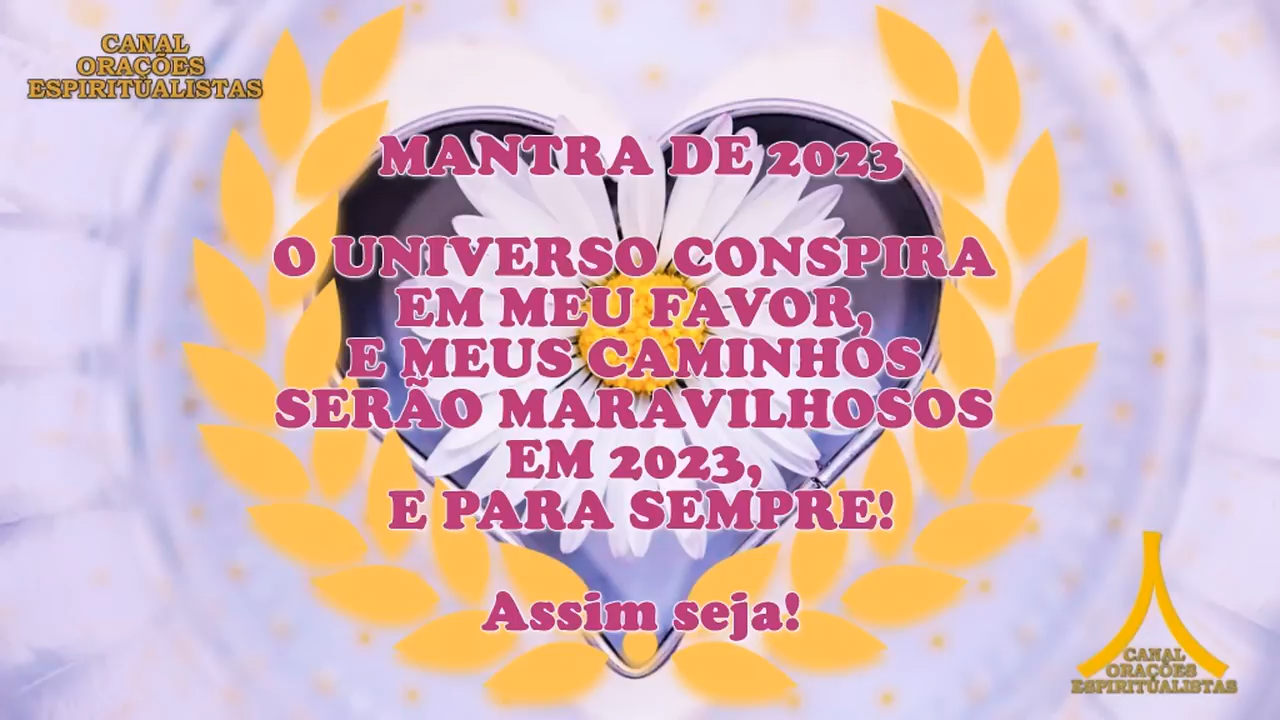 CANAL
ORAÇÕES
ESPIRITUALISTAS
MANTRA DE 2023
O UNIVERSO CONSPIRA
EM MEU FAVOR,
E MEUS CAMINHOS
SERÃO MARAVILHOSOS
EM 2023,
E PARA SEMPRE!
Assim seja!
CANAL
ORAÇÕES
ESPIRITUALISTAS